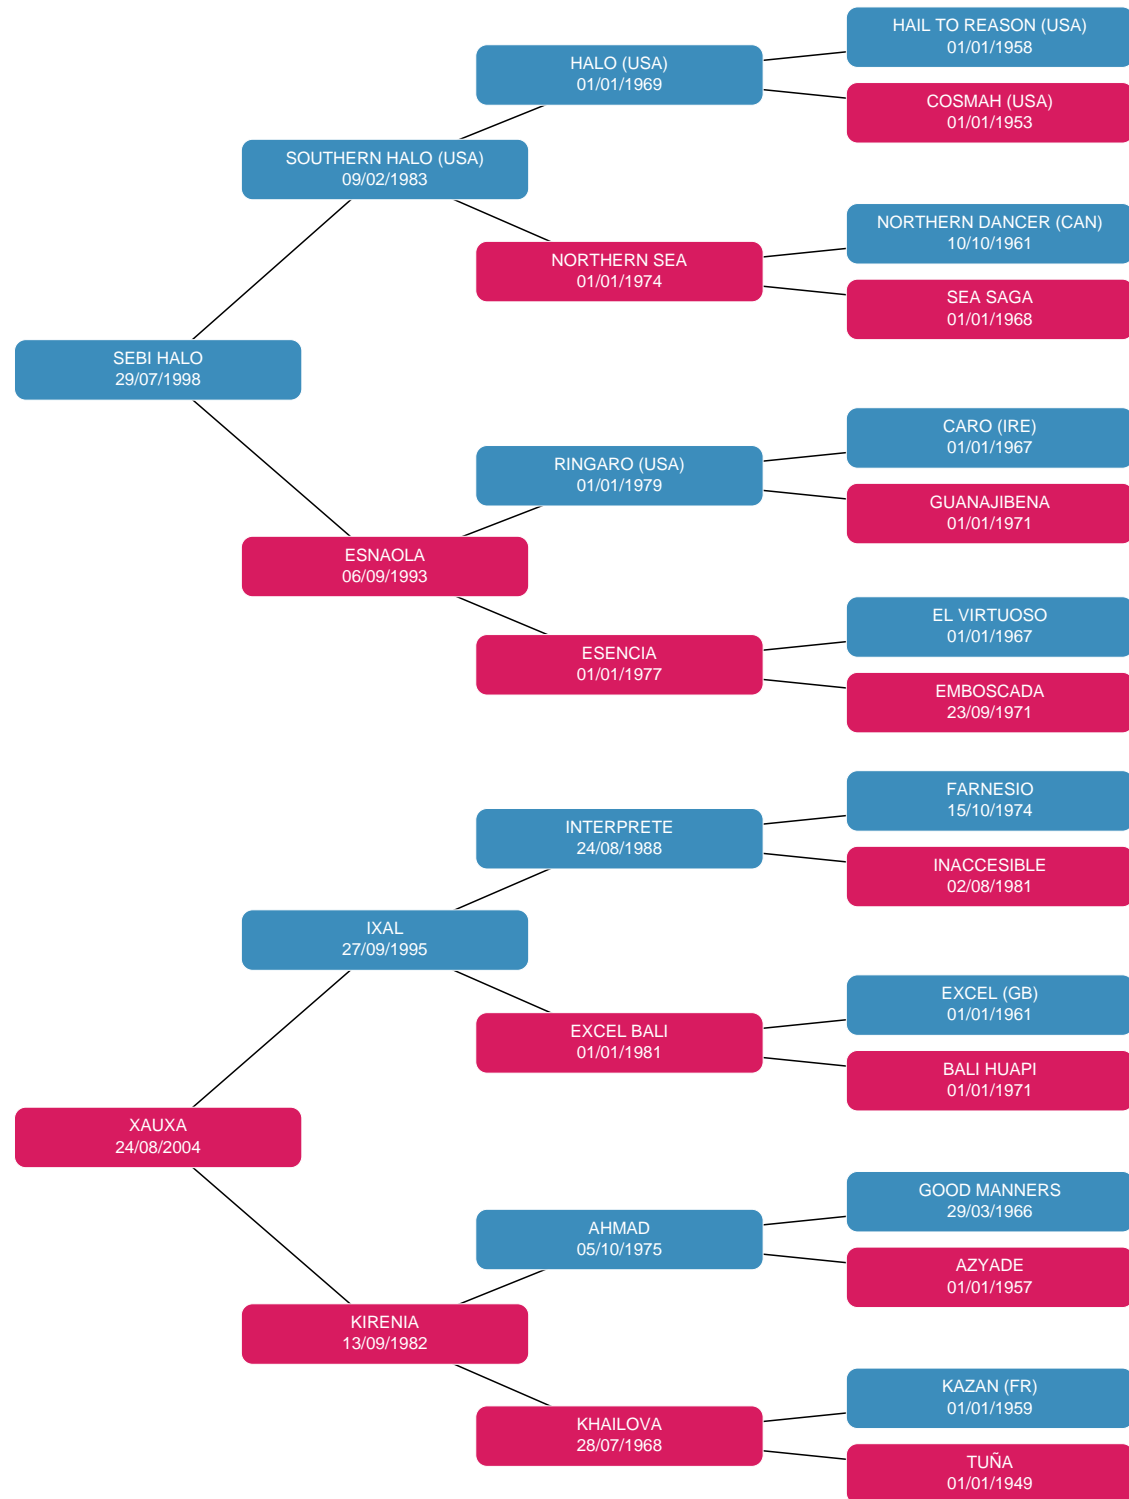 HAIL TO REASON (USA)
01/01/1958
HALO (USA)
01/01/1969
COSMAH (USA)
01/01/1953
SOUTHERN HALO (USA)
09/02/1983
NORTHERN DANCER (CAN)
10/10/1961
NORTHERN SEA
01/01/1974
SEA SAGA
01/01/1968
SEBI HALO
29/07/1998
CARO (IRE)
01/01/1967
RINGARO (USA)
01/01/1979
GUANAJIBENA
01/01/1971
ESNAOLA
06/09/1993
EL VIRTUOSO
01/01/1967
ESENCIA
01/01/1977
EMBOSCADA
23/09/1971
FARNESIO
15/10/1974
INTERPRETE
24/08/1988
INACCESIBLE
02/08/1981
IXAL
27/09/1995
EXCEL (GB)
01/01/1961
EXCEL BALI
01/01/1981
BALI HUAPI
01/01/1971
XAUXA
24/08/2004
GOOD MANNERS
29/03/1966
AHMAD
05/10/1975
AZYADE
01/01/1957
KIRENIA
13/09/1982
KAZAN (FR)
01/01/1959
KHAILOVA
28/07/1968
TUÑA
01/01/1949